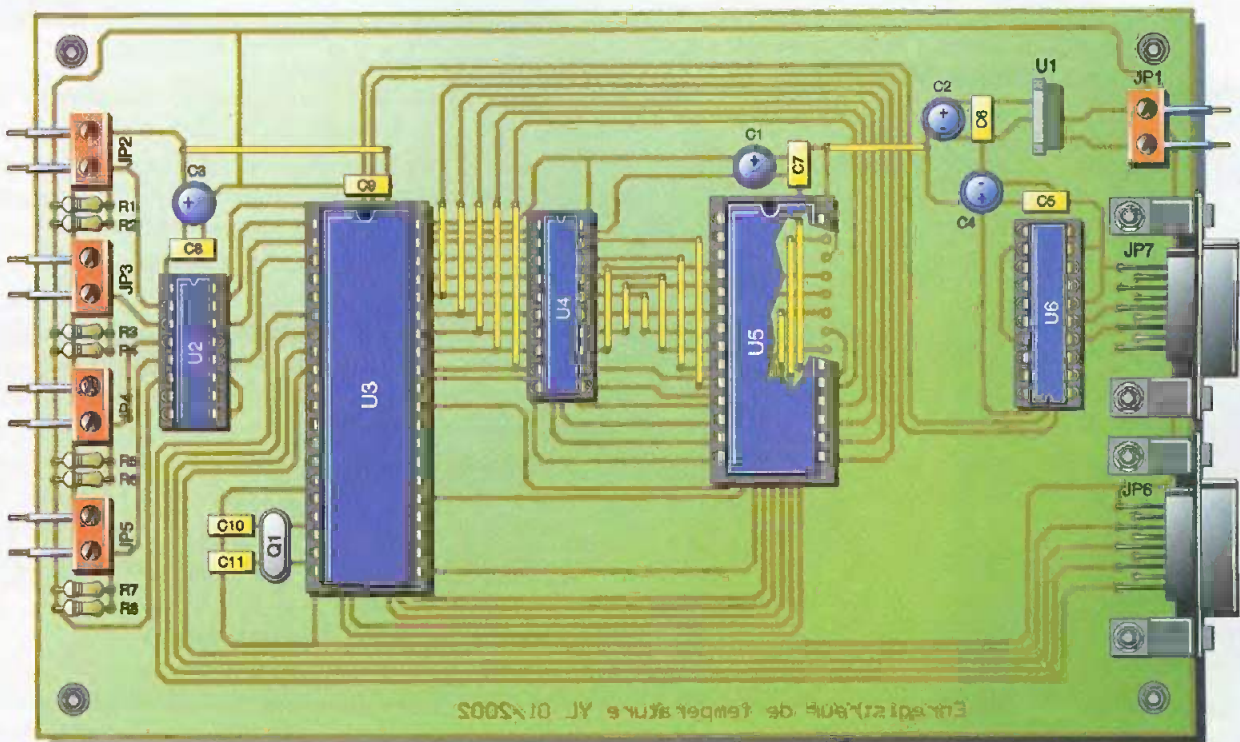 U1
JP1
C2
C6
JP2
C1
C7
C3
C9
R1
R2
C8
C4
C5
JP3
JP7
U4
U6
R3
R4
U2
U5
U3
JP4
R5
R6
JP6
C10
Q1
JP5
C11
R7
R8
Enregistreur de temperature YL 01/2002